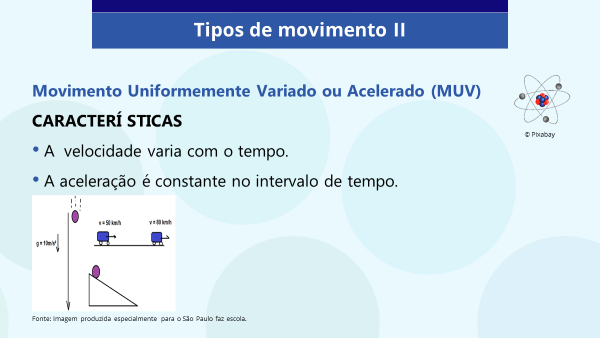 Tipos de movimento II
Movimento Uniformemente Variado ou Acelerado (MUV)
CARACTERÍ STICAS
© Pixabay
• A velocidade varia com o tempo.
• A aceleração é constante no intervalo de tempo.
v = 50 km/h v = 80 km/h
g = 10m/s²
Fonte: Imagem produzida especialmente para o São Paulo faz escola.